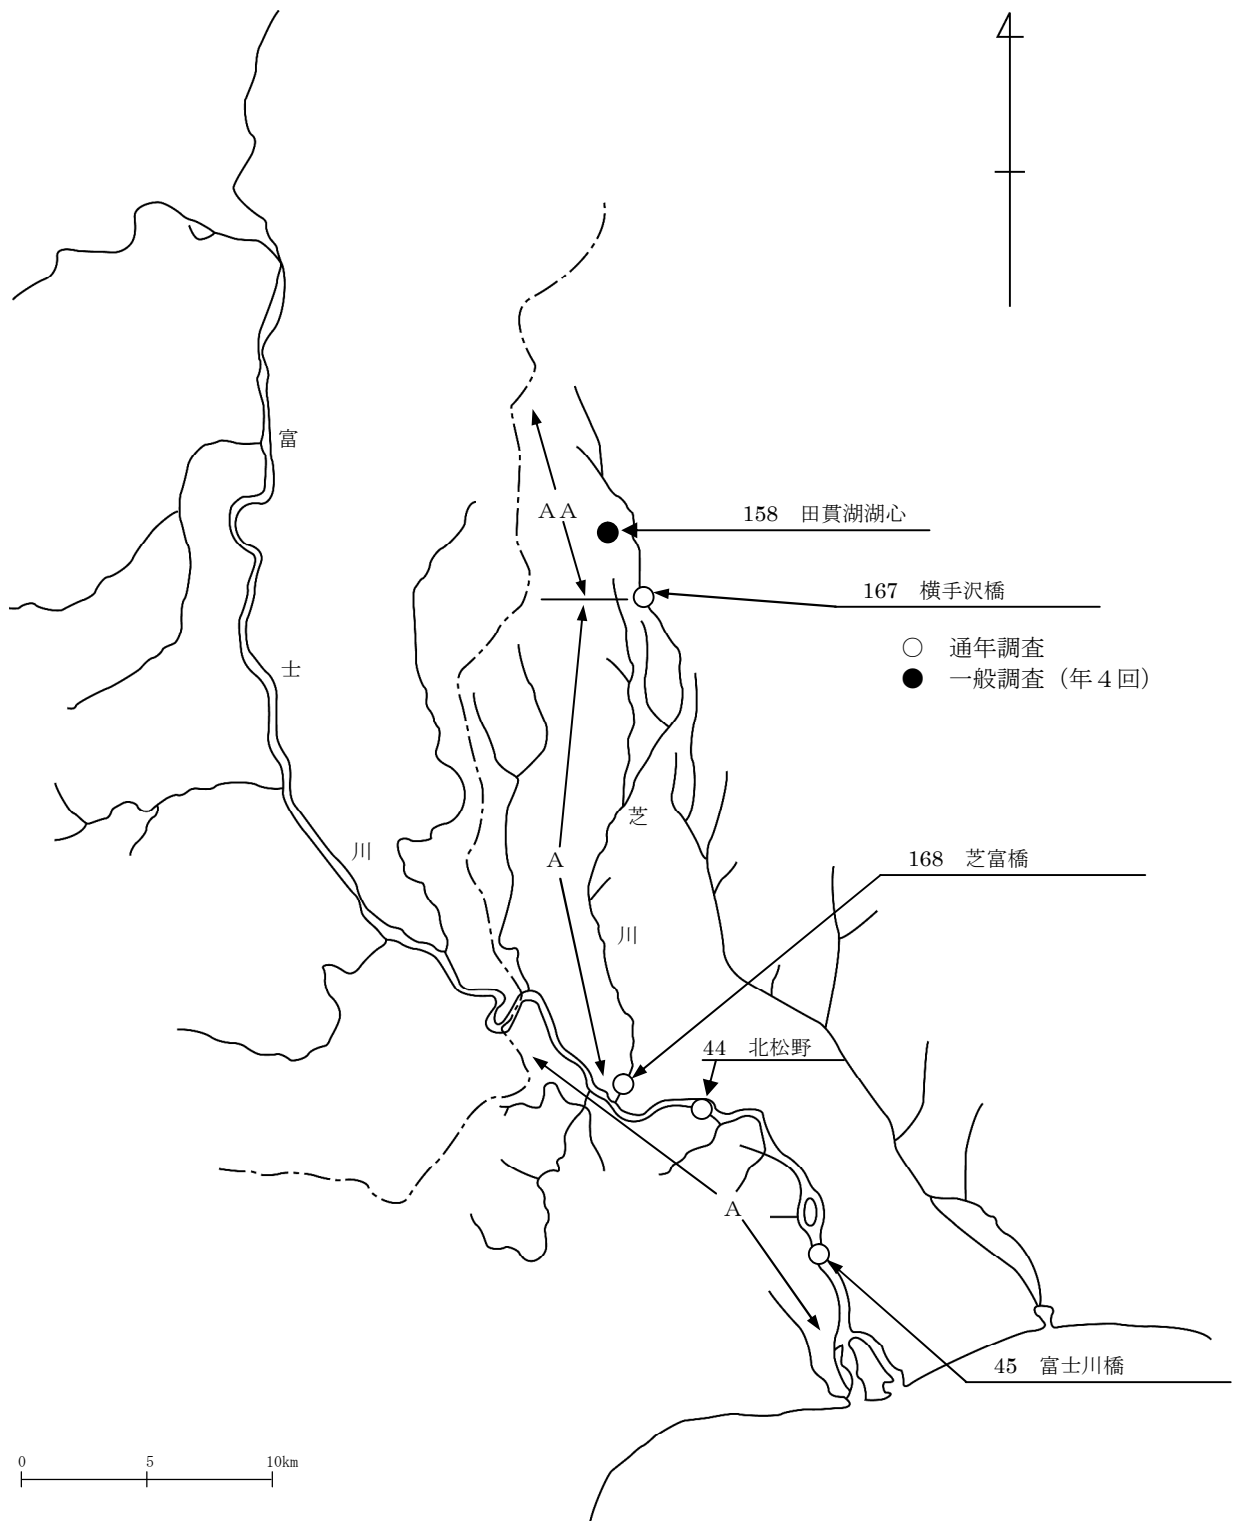 富
士
川
ＡＡ
158　田貫湖湖心
167　横手沢橋
○　通年調査
●　一般調査（年４回）
芝
川
Ａ
168　芝富橋
44　北松野
Ａ
45　富士川橋
0 5 10km